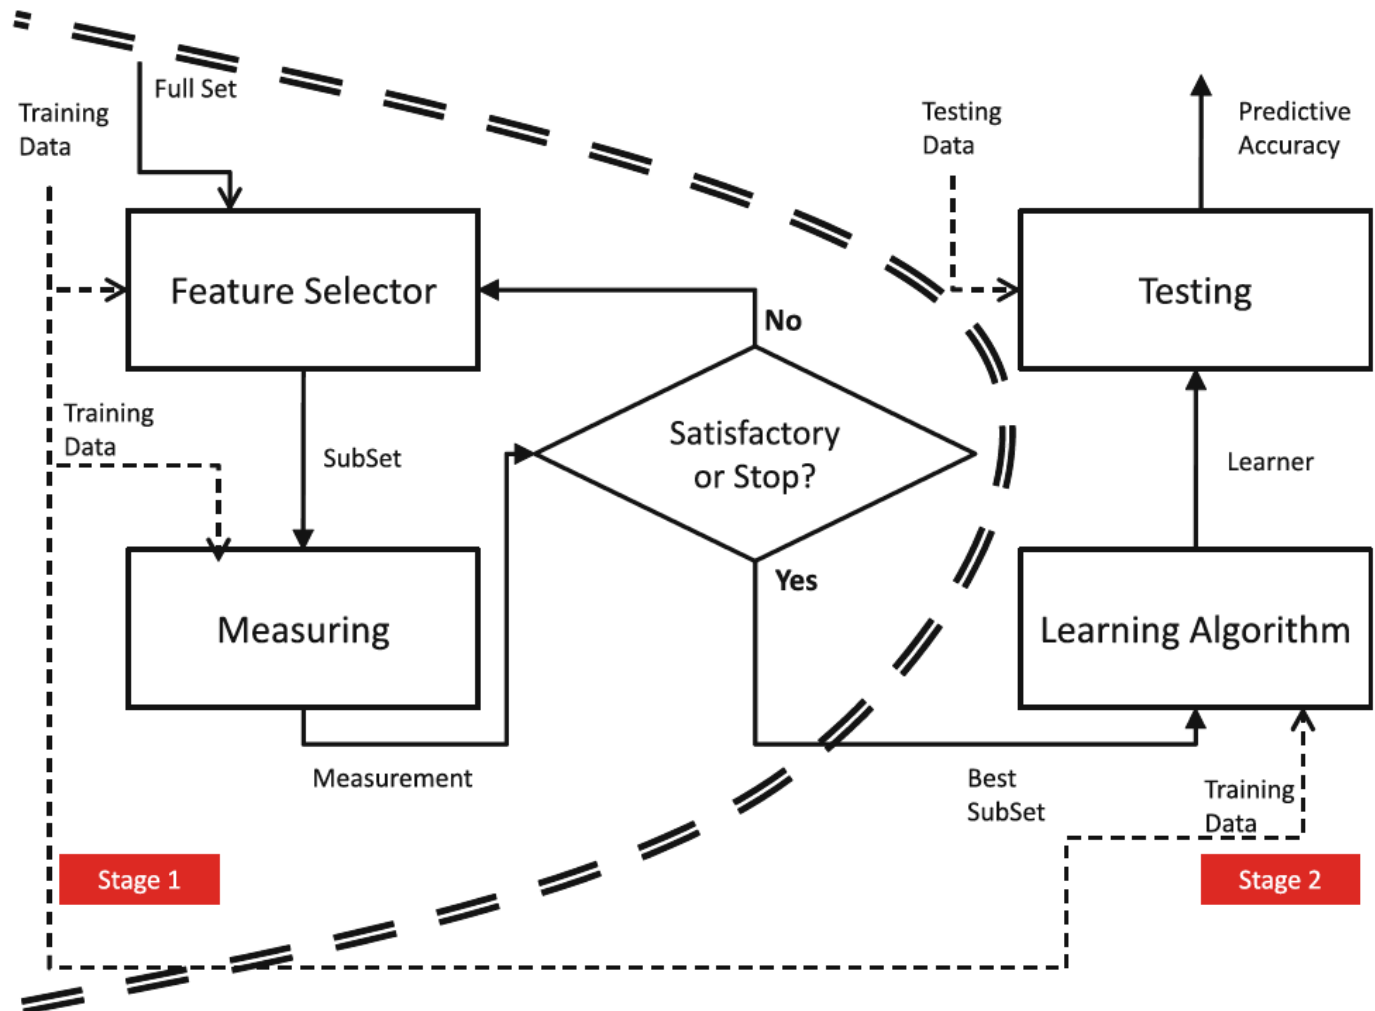 Full Set
Training
Data
Feature Selector
Training
Data
SubSet
Measuring
Measurement
No
Satisfactory
or Stop?
Yes
Stage 1
Testing
Data
Predictive
Accuracy
Testing
Learner
Learning Algorithm
Best
SubSet
Training
Data
Stage 2